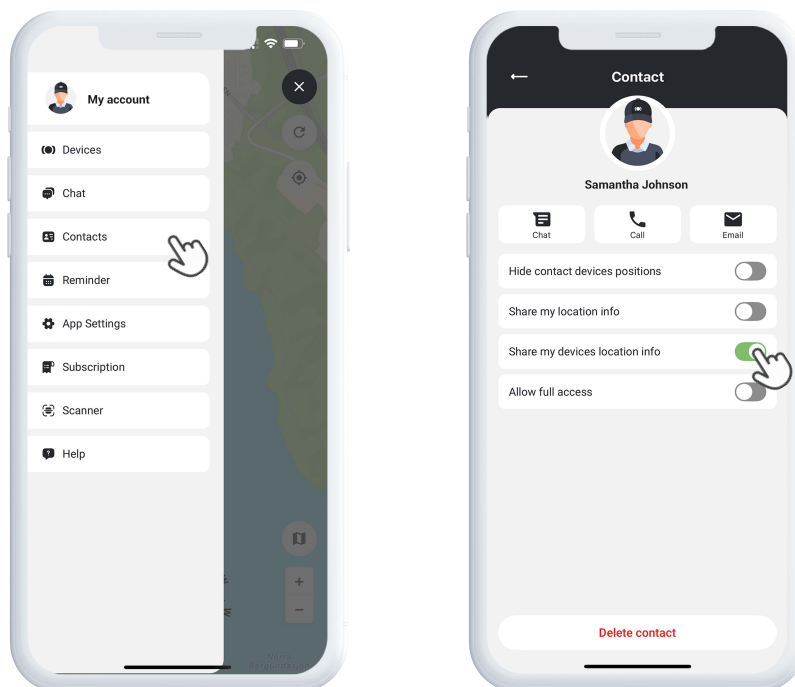 My account
Devices
Chat
Contacts
Reminder
App Settings
Subscription
Scanner
Help
Contact
Samantha Johnson
Chat
Call
Email
Hide contact devices positions
Share my location info
Share my devices location info
Allow full access
Delete contact